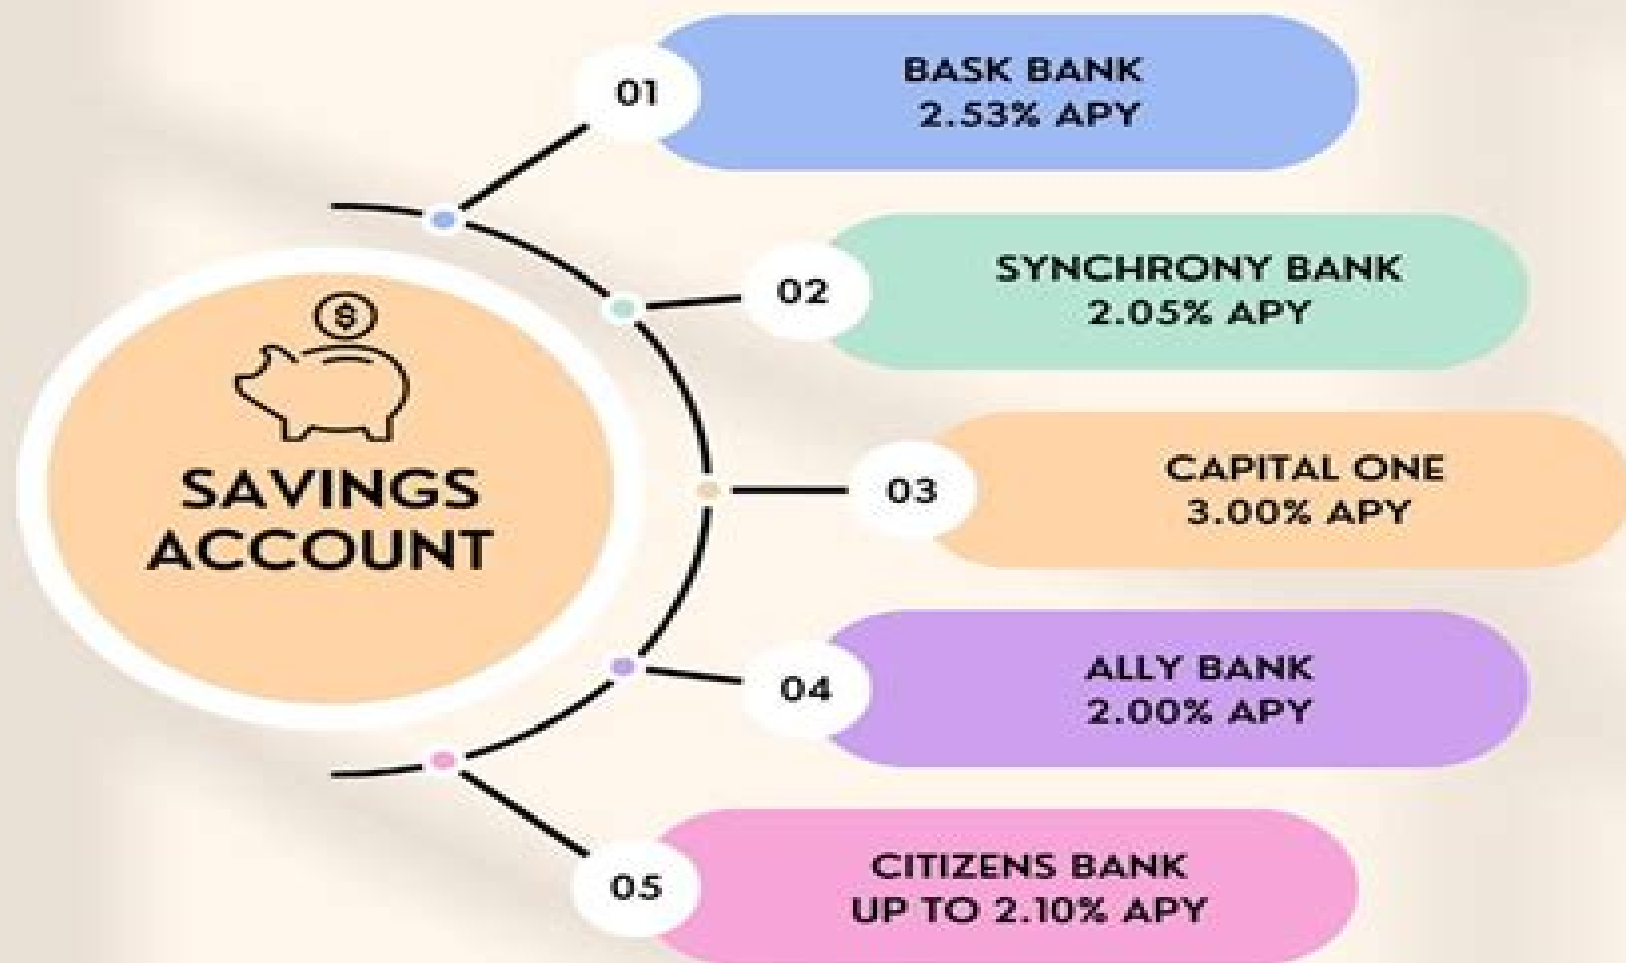 01
BASK BANK
2.53% APY
02
SYNCHRONY BANK
2.05% APY
$
SAVINGS
ACCOUNT
03
CAPITAL ONE
3.00% APY
04
ALLY BANK
2.00% APY
05
CITIZENS BANK
UP TO 2.10% APY